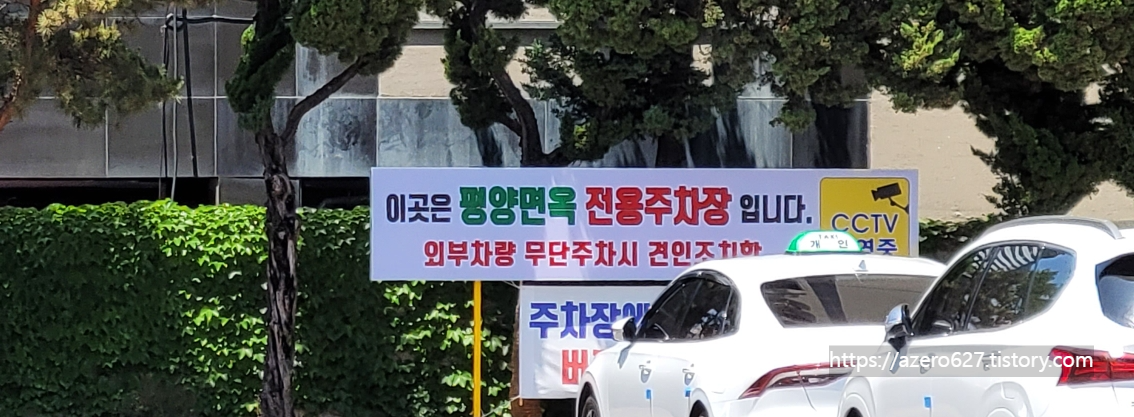 이곳은 평양면옥 전용주차장 입니다.
외부차량 무단주차시 견인조치함
CCTV
개인
주차장에
https://azero627.tistory.com